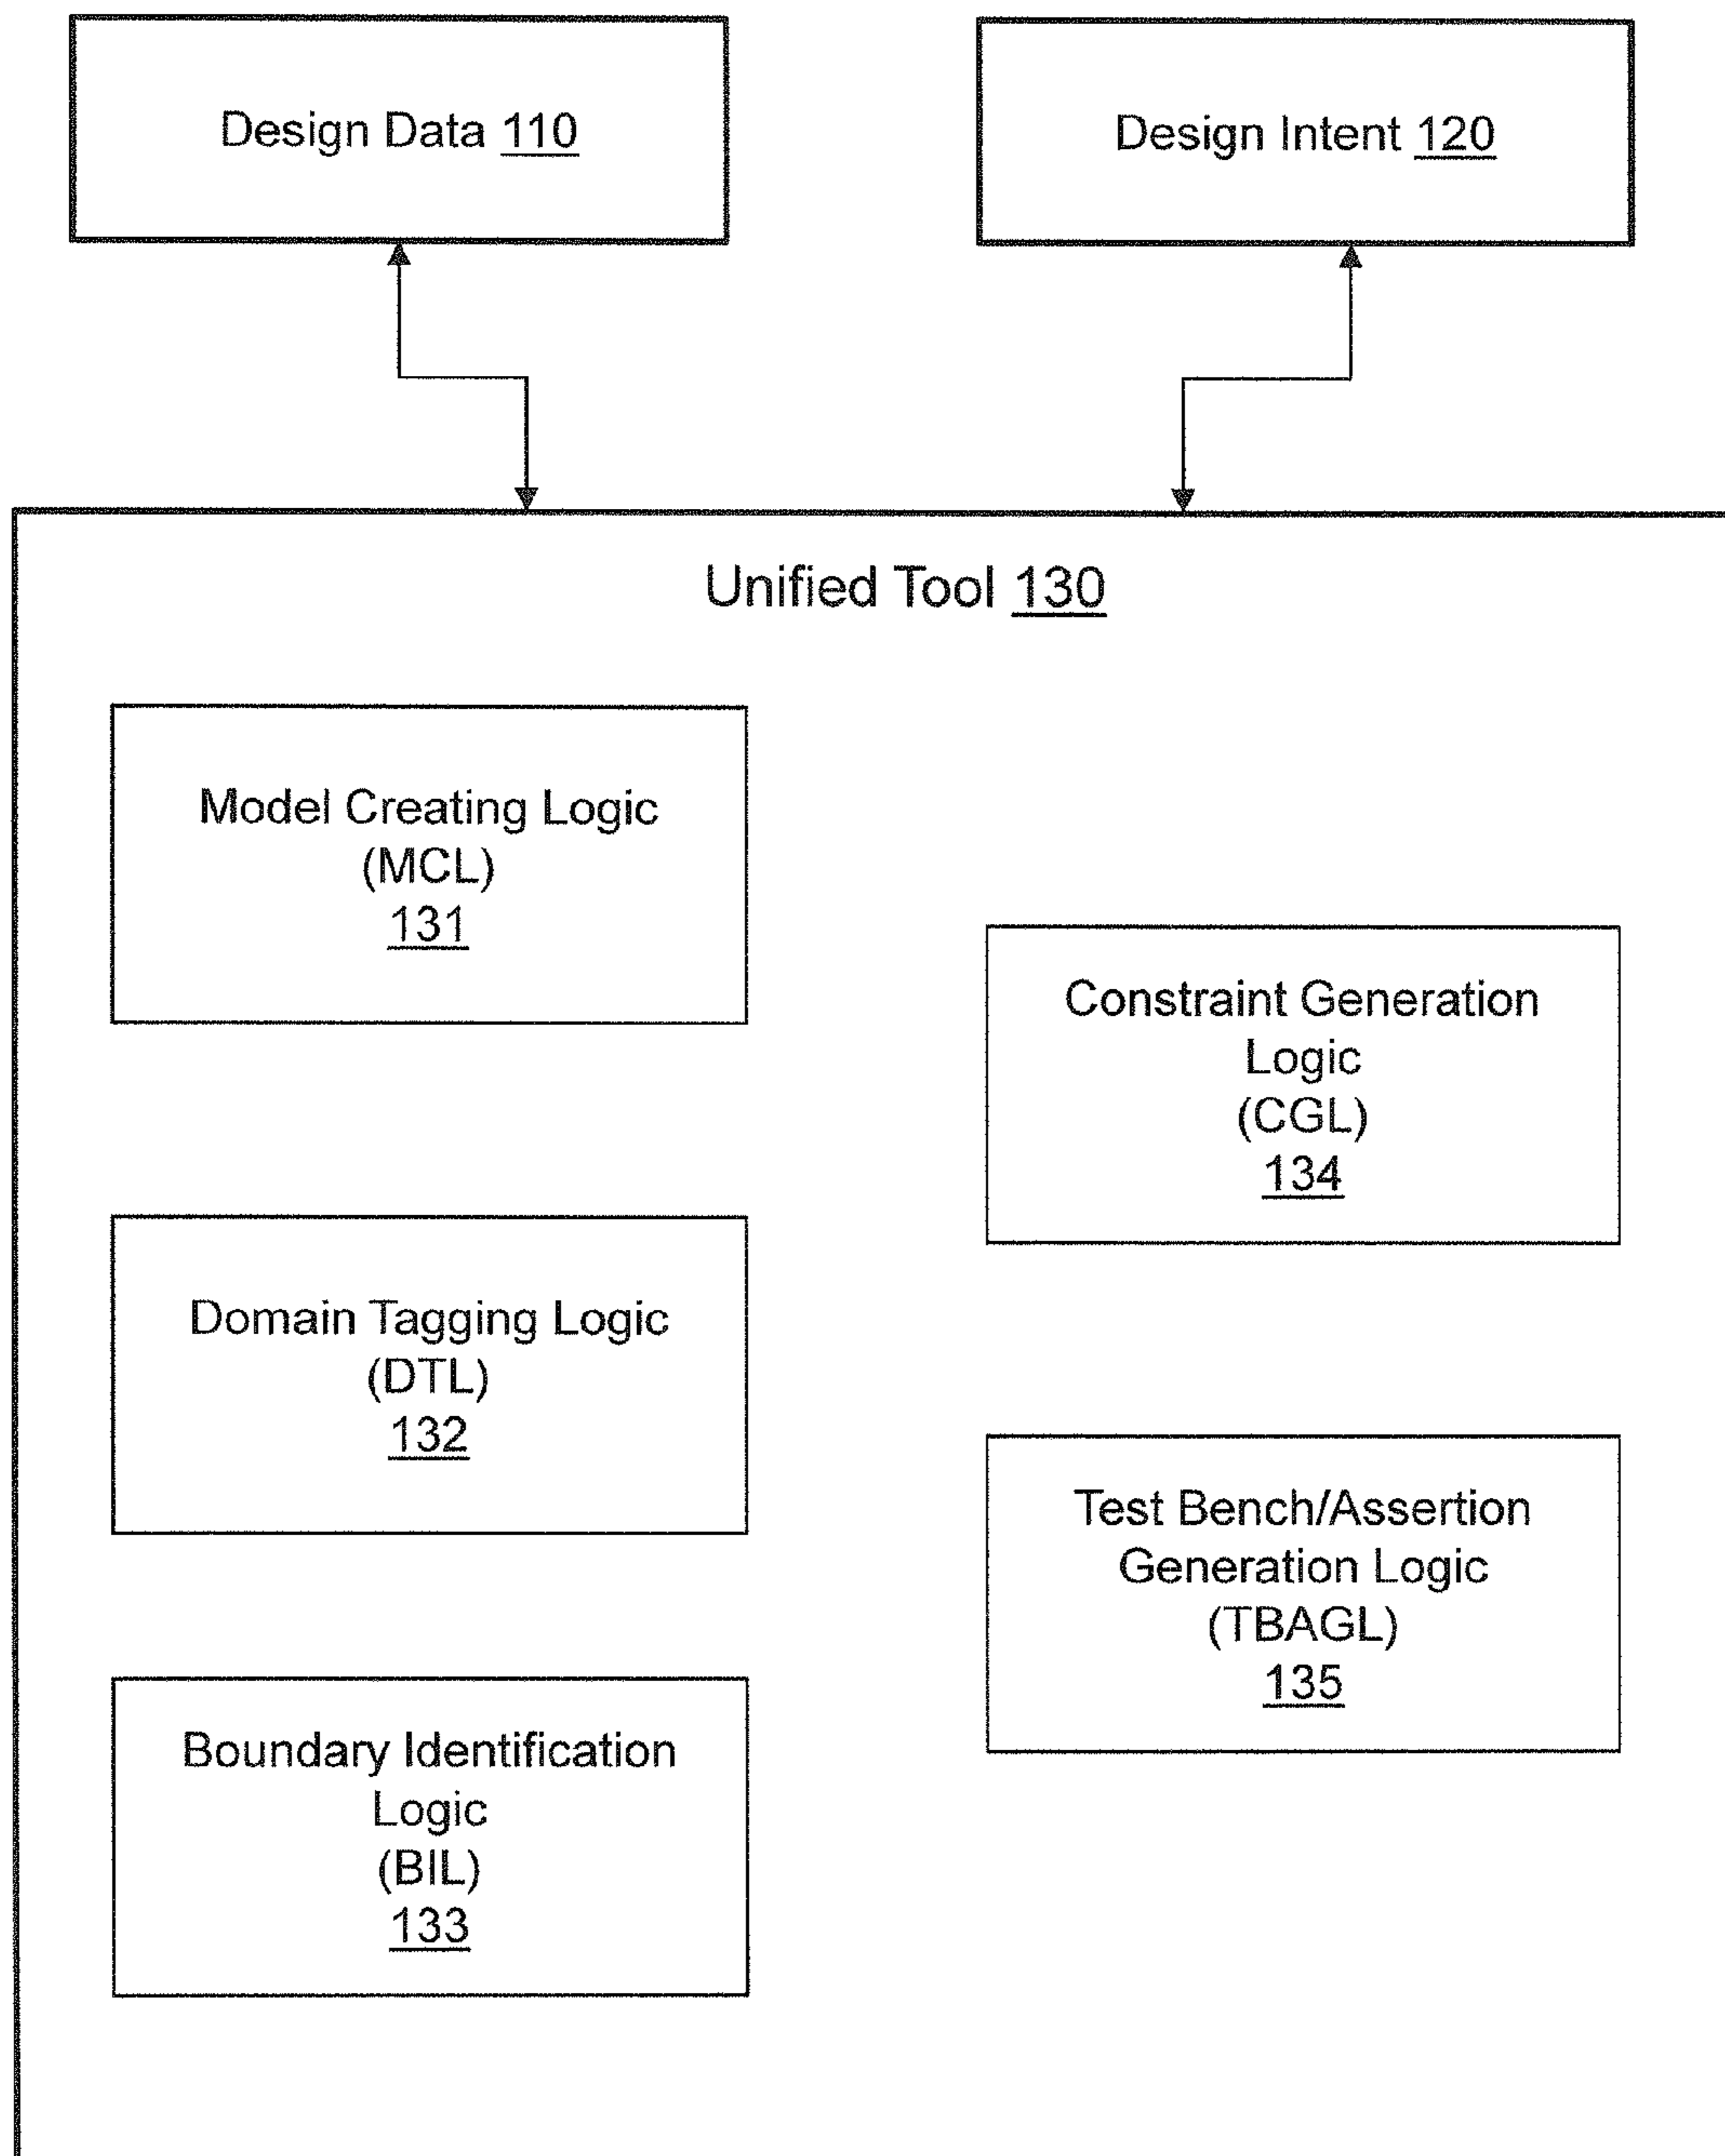 Design Data 110
Design Intent 120
Unified Tool 130
Model Creating Logic
(MCL)
131
Domain Tagging Logic
(DTL)
132
Boundary Identification
Logic
(BIL)
133
Constraint Generation
Logic
(CGL)
134
Test Bench/Assertion
Generation Logic
(TBAGL)
135